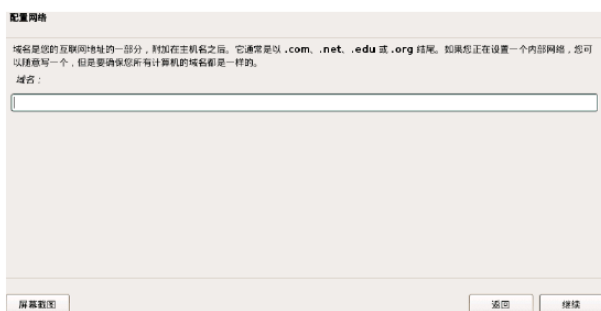 配置网络
域名是您的互联网地址的一部分，附加在主机名之后。它通常是以 .com、.net、.edu 或 .org 结尾。如果您正在设置一个内部网络，您可
以随意写一个，但是要确保您所有计算机的域名都是一样的。
域名：
屏幕截图
返回
继续